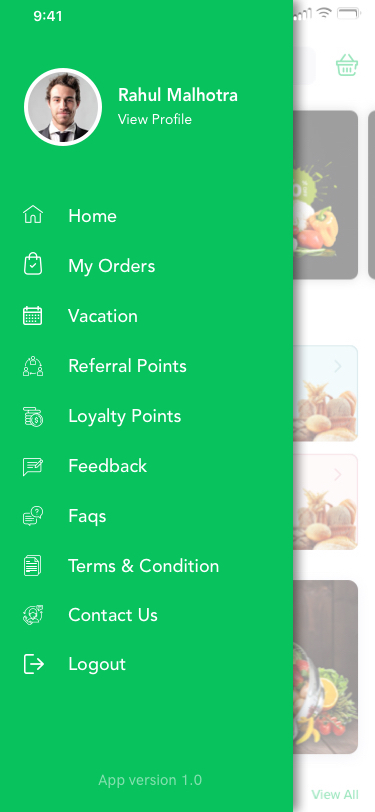 9:41
Rahul Malhotra
View Profile
Home
My Orders
Vacation
Referral Points
Loyalty Points
Feedback
Faqs
Terms & Condition
Contact Us
Logout
App version 1.0
View All